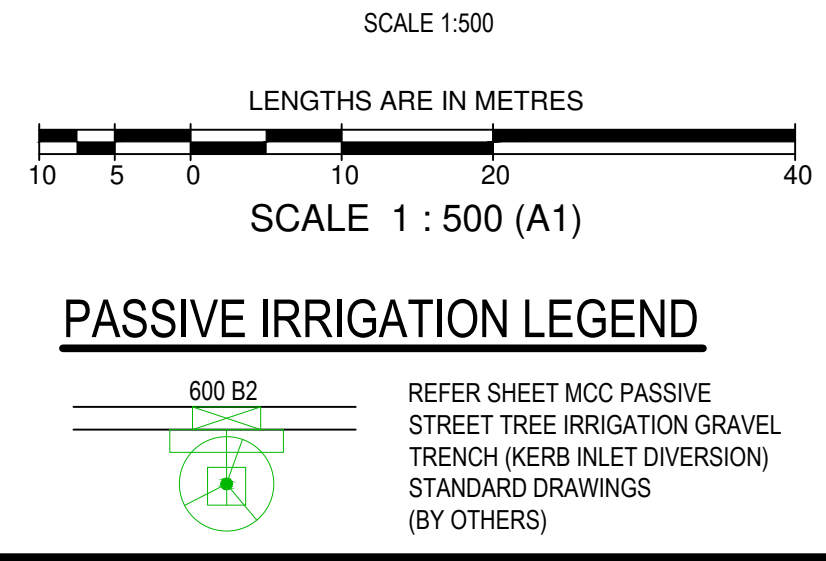 SCALE 1:500
LENGTHS ARE IN METRES
10 5 0 10 20 40
SCALE 1 : 500 (A1)
PASSIVE IRRIGATION LEGEND
600 B2
REFER SHEET MCC PASSIVE
STREET TREE IRRIGATION GRAVEL
TRENCH (KERB INLET DIVERSION)
STANDARD DRAWINGS
(BY OTHERS)